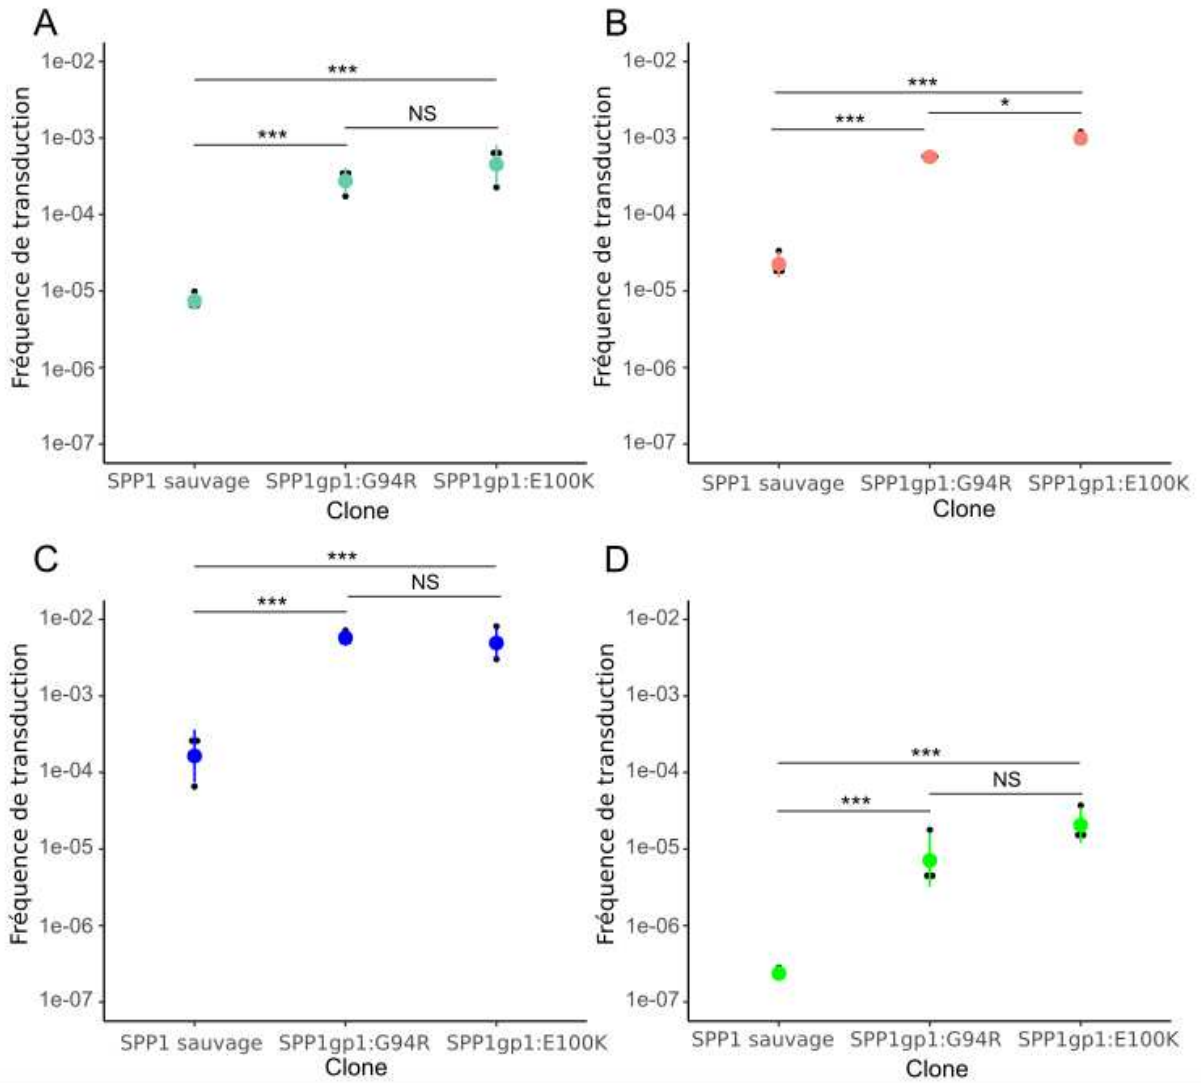 A
Fréquence de transduction
1e-02
1e-03
1e-04
1e-05
1e-06
1e-07
***
NS
***
SPP1 sauvage SPP1gp1:G94R SPP1gp1:E100K
Clone
B
Fréquence de transduction
1e-02
1e-03
1e-04
1e-05
1e-06
1e-07
***
*
***
SPP1 sauvage SPP1gp1:G94R SPP1gp1:E100K
Clone
C
Fréquence de transduction
1e-02
1e-03
1e-04
1e-05
1e-06
1e-07
***
NS
***
SPP1 sauvage SPP1gp1:G94R SPP1gp1:E100K
Clone
D
Fréquence de transduction
1e-02
1e-03
1e-04
1e-05
1e-06
1e-07
***
NS
***
SPP1 sauvage SPP1gp1:G94R SPP1gp1:E100K
Clone